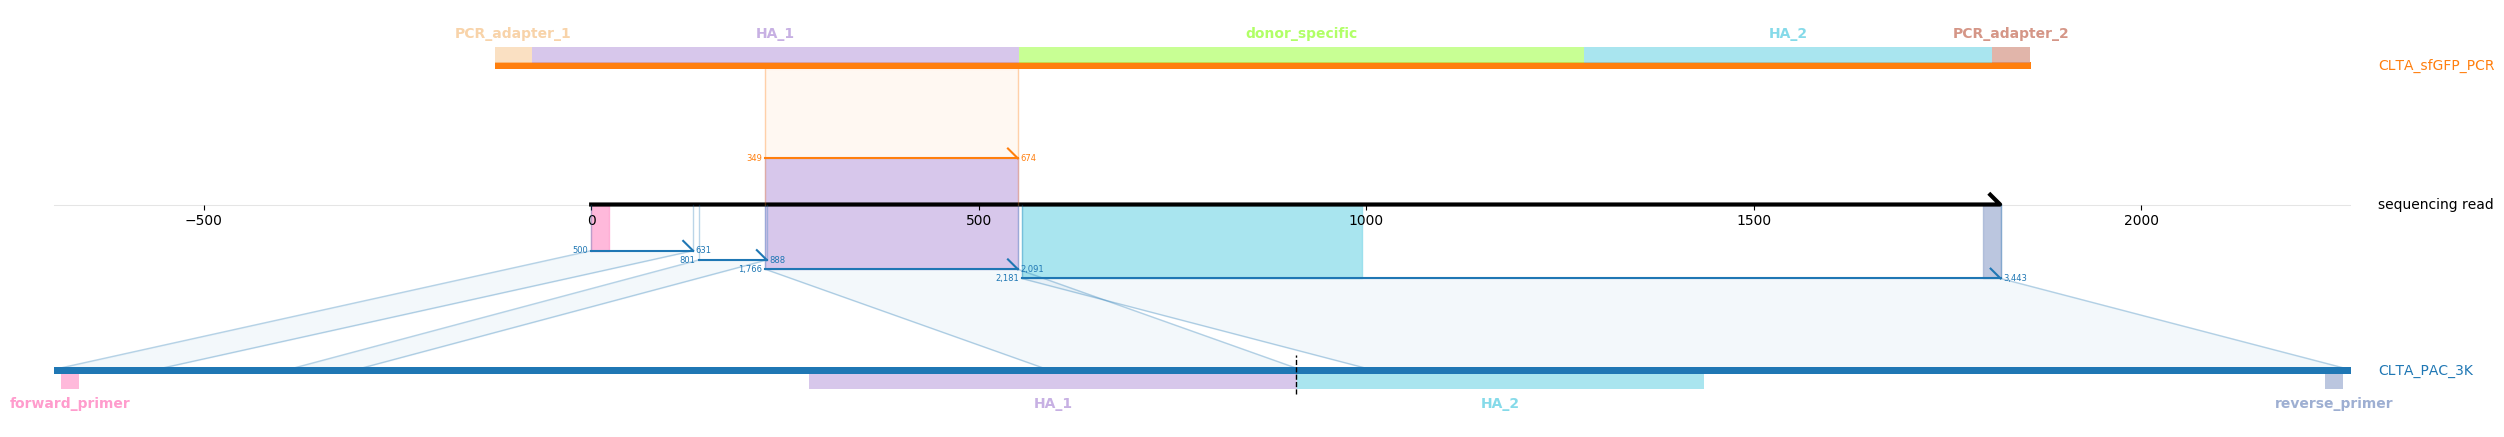 PCR_adapter_1 HA_1 donor_specific HA_2 PCR_adapter_2
CLTA_sfGFP_PCR
349 674
sequencing read
−500 0 500 1000 1500 2000
500 631
801 888
1,766 2,091
2,181 3,443
CLTA_PAC_3K
forward_primer HA_1 HA_2 reverse_primer